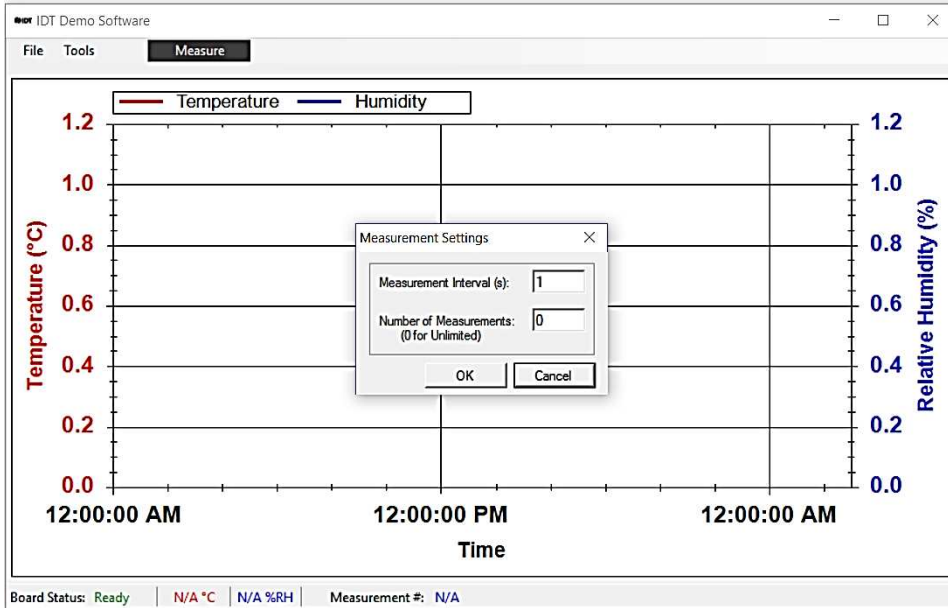 IDT IDT Demo Software
File Tools Measure
Temperature Humidity
1.2 1.2
1.0 1.0
0.8 0.8
0.6 0.6
0.4 0.4
0.2 0.2
0.0 0.0
Temperature (°C)
Relative Humidity (%)
Measurement Settings
Measurement Interval (s): 1
Number of Measurements: 0
(0 for Unlimited)
OK Cancel
12:00:00 AM 12:00:00 PM 12:00:00 AM
Time
Board Status: Ready N/A °C N/A %RH Measurement #: N/A